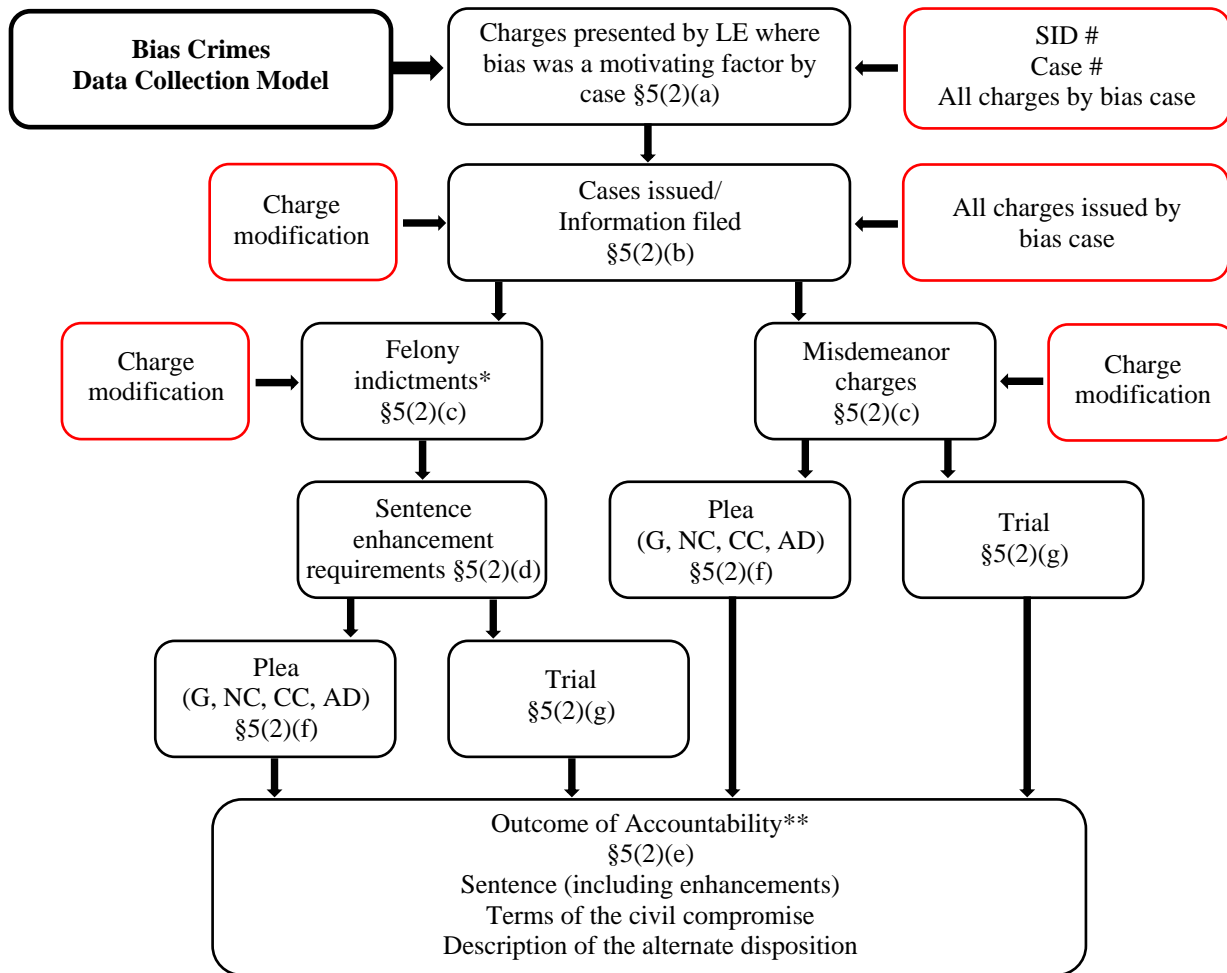 Bias Crimes
Data Collection Model
Charges presented by LE where
bias was a motivating factor by
case §5(2)(a)
SID #
Case #
All charges by bias case
Charge
modification
Cases issued/
Information filed
§5(2)(b)
All charges issued by
bias case
Charge
modification
Felony
indictments*
§5(2)(c)
Misdemeanor
charges
§5(2)(c)
Charge
modification
Sentence
enhancement
requirements §5(2)(d)
Plea
(G, NC, CC, AD)
§5(2)(f)
Trial
§5(2)(g)
Plea
(G, NC, CC, AD)
§5(2)(f)
Trial
§5(2)(g)
Outcome of Accountability**
§5(2)(e)
Sentence (including enhancements)
Terms of the civil compromise
Description of the alternate disposition